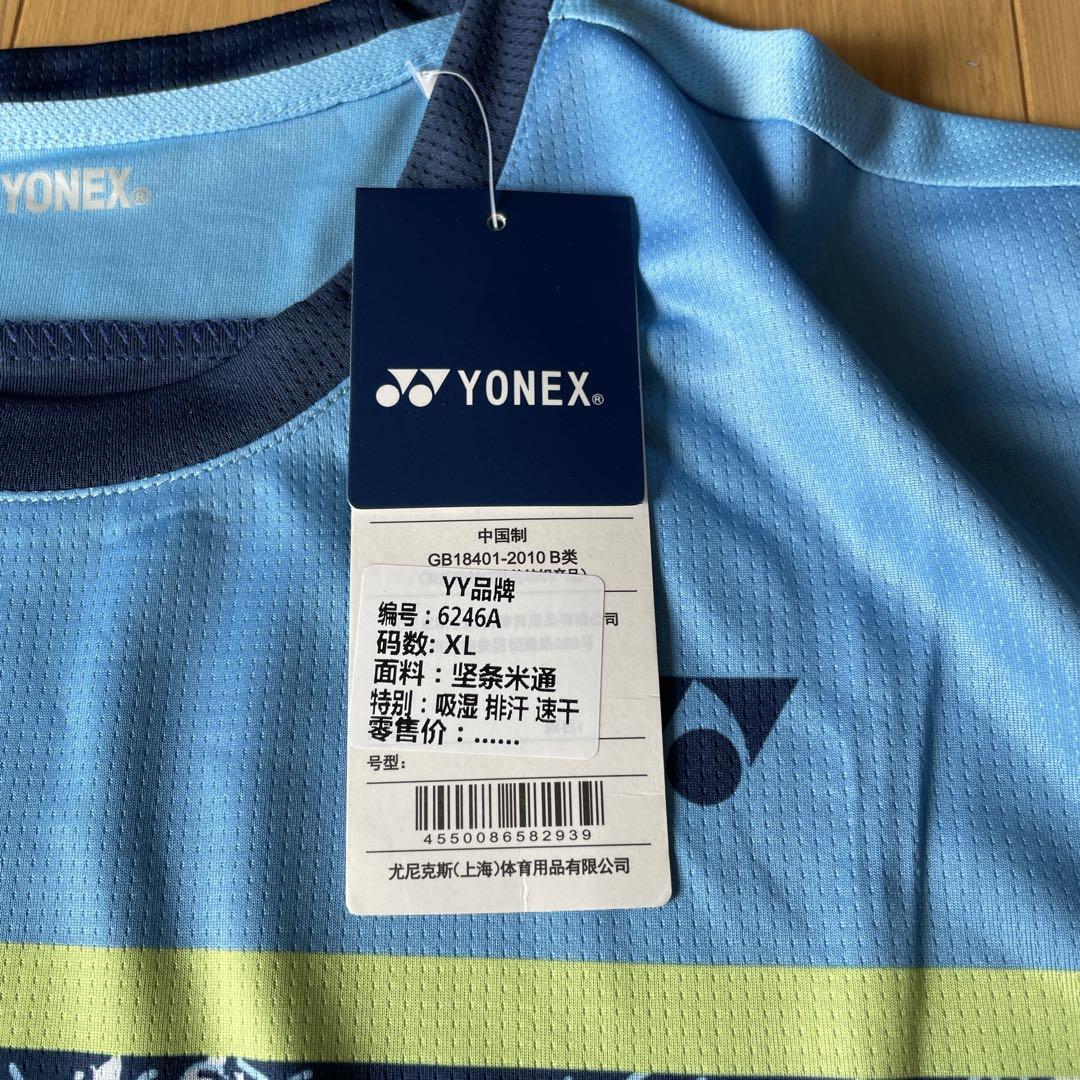 YONEX®
YONEX®
中国制
GB18401-2010 B类
YY品牌
编号：6246A
司
码数: XL
面料：坚条米通
特别：吸湿 排汗 速干
零售价：......
号型：
4550086582939
尤尼克斯(上海)体育用品有限公司